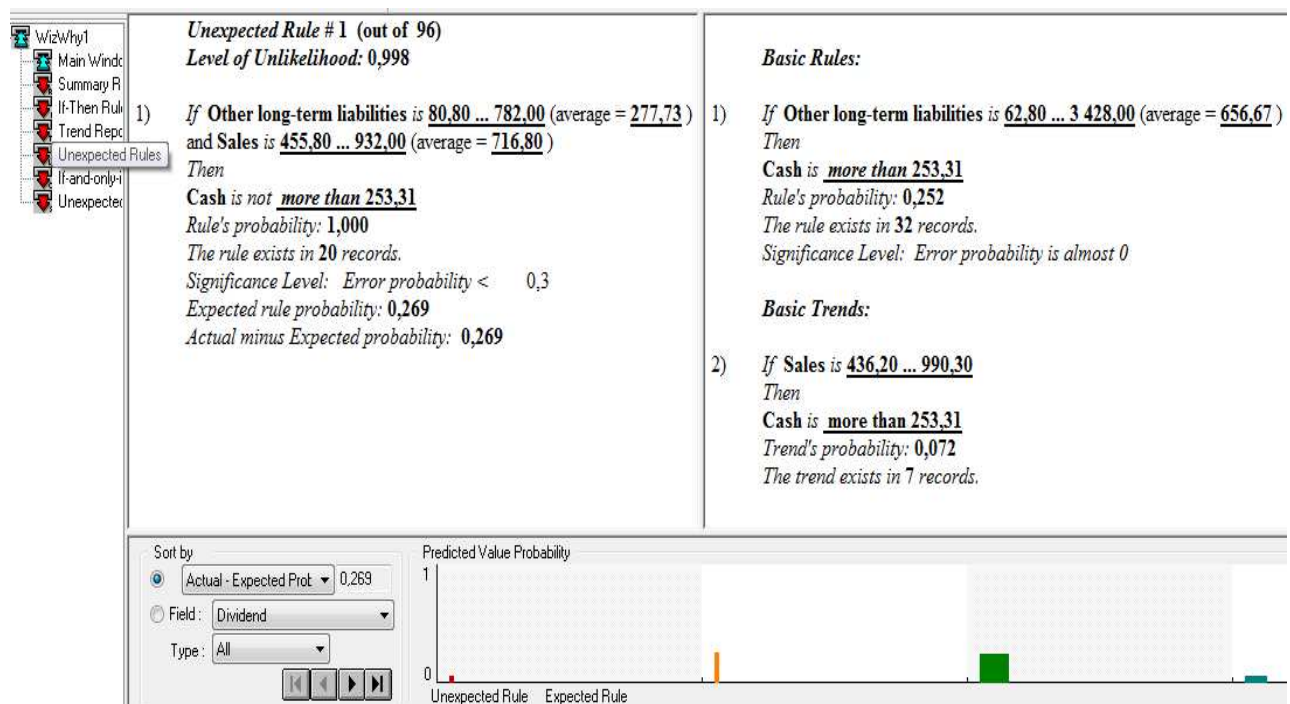 WizWhy1
Main Windo
Summary R
If-Then Rule
Trend Repo
Unexpected Rules
If-and-only-i
Unexpected
Unexpected Rule # 1 (out of 96)
Level of Unlikelihood: 0,998
1) If Other long-term liabilities is 80,80 ... 782,00 (average = 277,73 )
and Sales is 455,80 ... 932,00 (average = 716,80 )
Then
Cash is not more than 253,31
Rule's probability: 1,000
The rule exists in 20 records.
Significance Level: Error probability < 0,3
Expected rule probability: 0,269
Actual minus Expected probability: 0,269
Basic Rules:
1) If Other long-term liabilities is 62,80 ... 3 428,00 (average = 656,67 )
Then
Cash is more than 253,31
Rule's probability: 0,252
The rule exists in 32 records.
Significance Level: Error probability is almost 0
Basic Trends:
2) If Sales is 436,20 ... 990,30
Then
Cash is more than 253,31
Trend's probability: 0,072
The trend exists in 7 records.
Sort by
Actual - Expected Prob 0,269
Field : Dividend
Type : All
Predicted Value Probability
1
0
Unexpected Rule Expected Rule